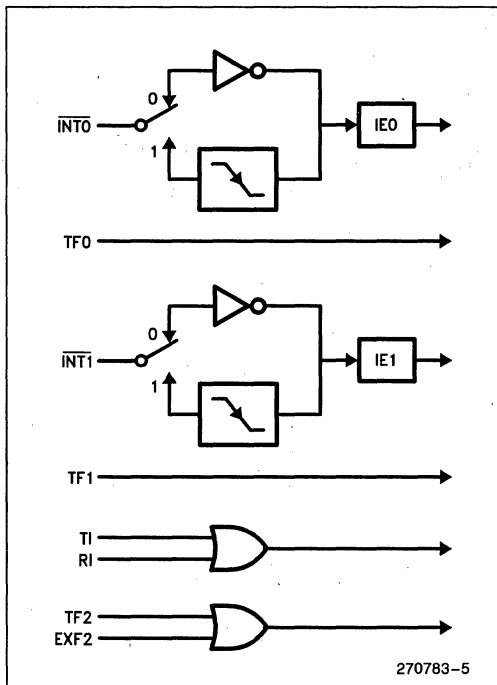 0
INT0
IE0
1
TF0
0
INT1
IE1
1
TF1
TI
RI
TF2
EXF2
270783-5